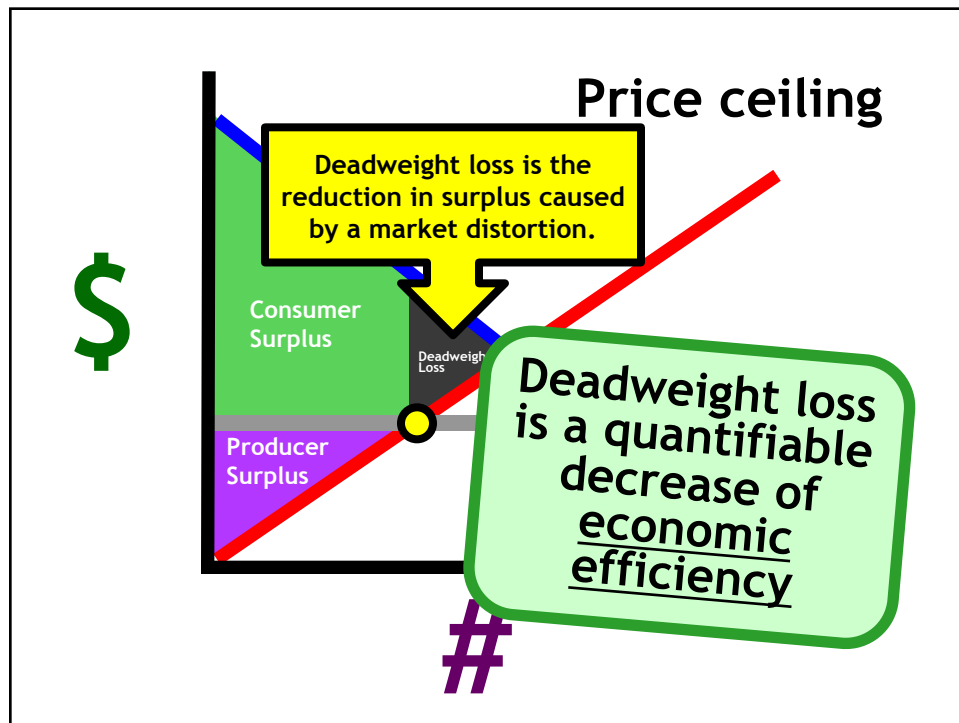 Price ceiling
Deadweight loss is the
reduction in surplus caused
by a market distortion.
$
Consumer
Surplus
Deadweigh
Loss
Producer
Surplus
Deadweight loss
is a quantifiable
decrease of
economic
efficiency
#